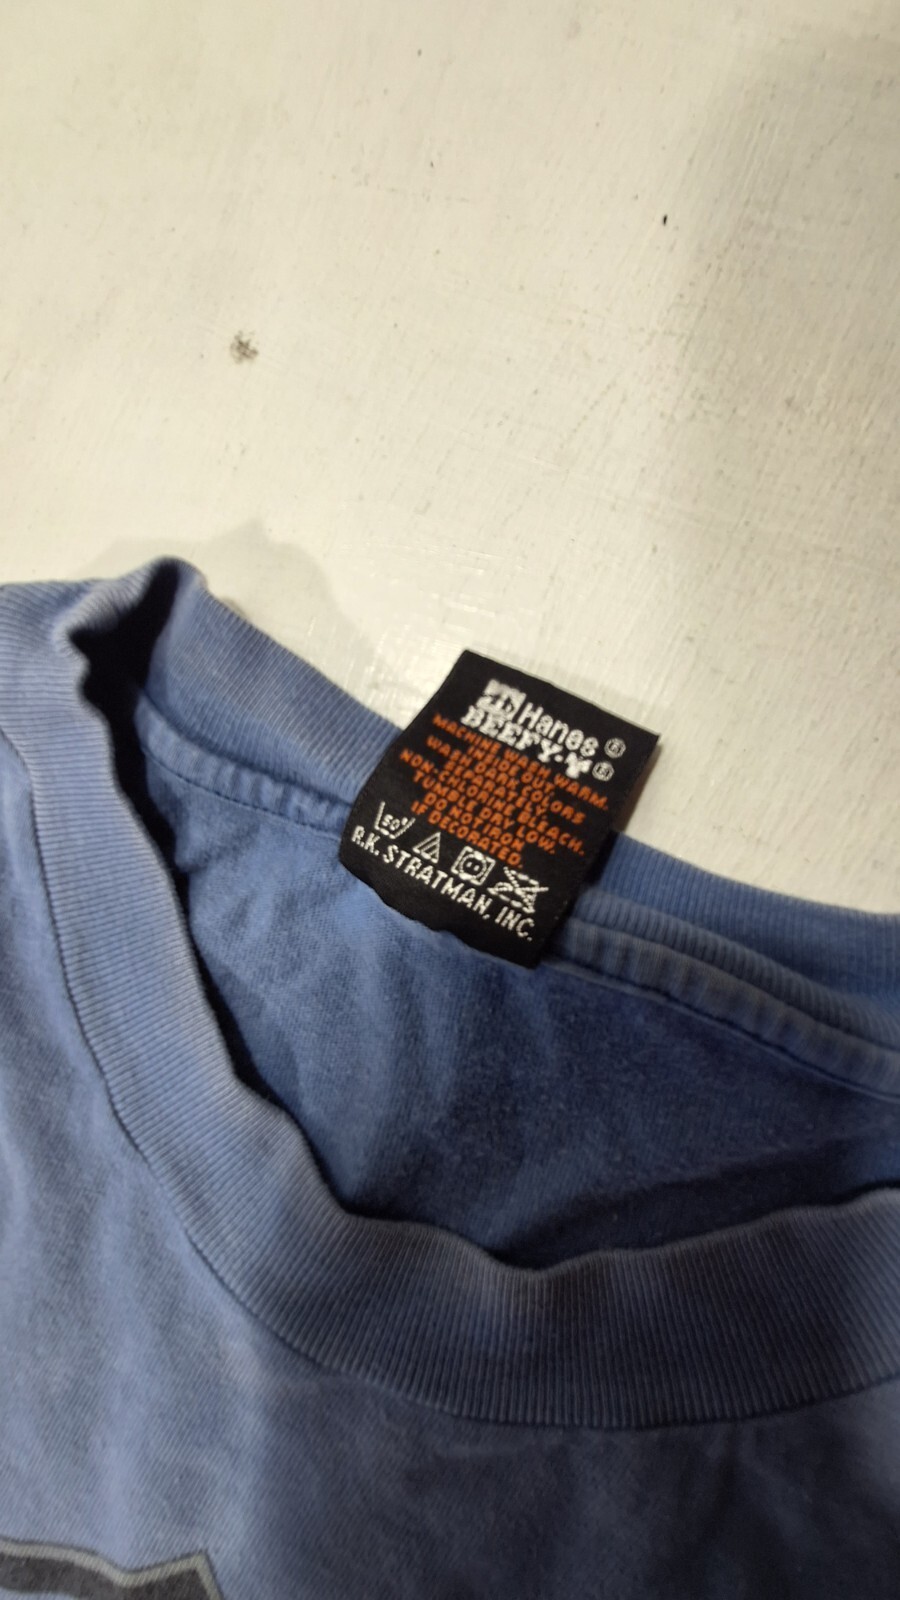 Hanes®
BEEFY-T®
MACHINE WASH WARM.
INSIDE OUT
WASH DARK COLORS
SEPARATELY.
NON-CHLORINE BLEACH.
TUMBLE DRY LOW.
DO NOT IRON
IF DECORATED.
50°
R.K. STRATMAN, INC.